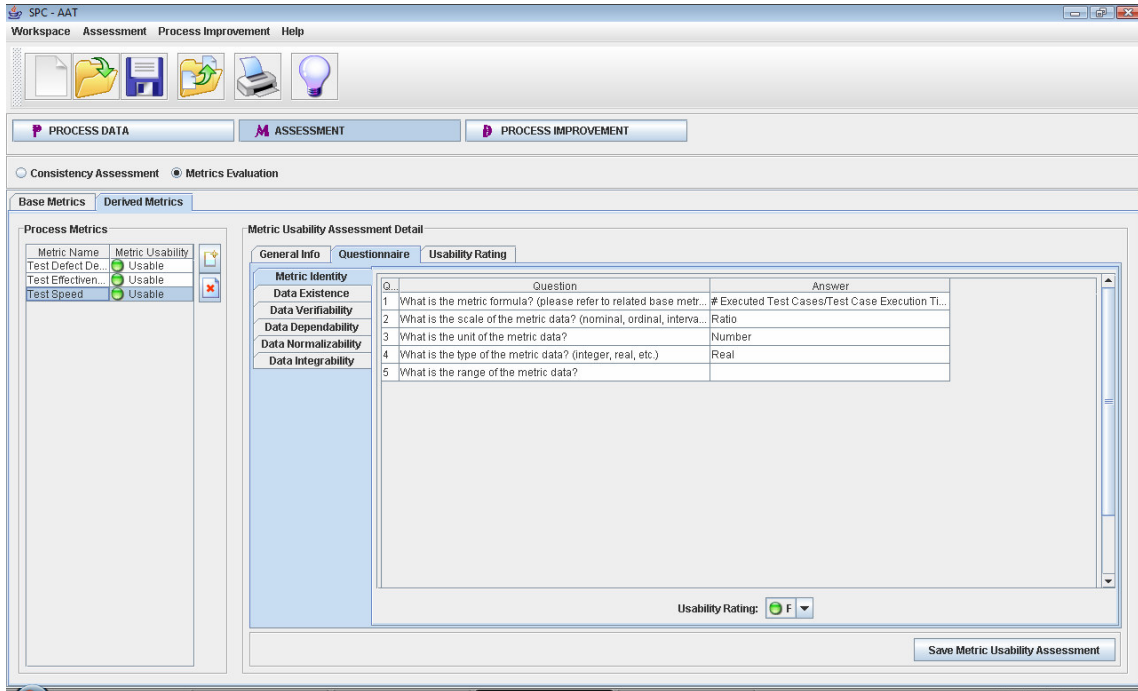 SPC - AAT
Workspace Assessment Process Improvement Help
P PROCESS DATA M ASSESSMENT D PROCESS IMPROVEMENT
Consistency Assessment Metrics Evaluation
Base Metrics Derived Metrics
Process Metrics
Metric Name Metric Usability
Test Defect De... Usable
Test Effectiven... Usable
Test Speed Usable
Metric Usability Assessment Detail
General Info Questionnaire Usability Rating
Metric Identity
Data Existence
Data Verifiability
Data Dependability
Data Normalizability
Data Integrability
Q... Question Answer
1 What is the metric formula? (please refer to related base metr... # Executed Test Cases/Test Case Execution Ti...
2 What is the scale of the metric data? (nominal, ordinal, interva... Ratio
3 What is the unit of the metric data? Number
4 What is the type of the metric data? (integer, real, etc.) Real
5 What is the range of the metric data?
Usability Rating: F
Save Metric Usability Assessment